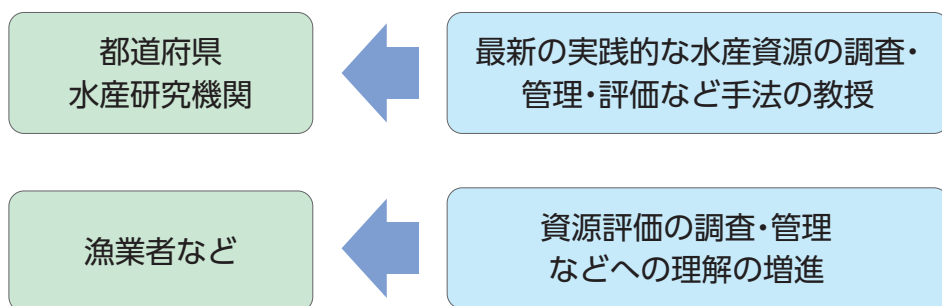 都道府県
水産研究機関
最新の実践的な水産資源の調査・
管理・評価など手法の教授
漁業者など
資源評価の調査・管理
などへの理解の増進